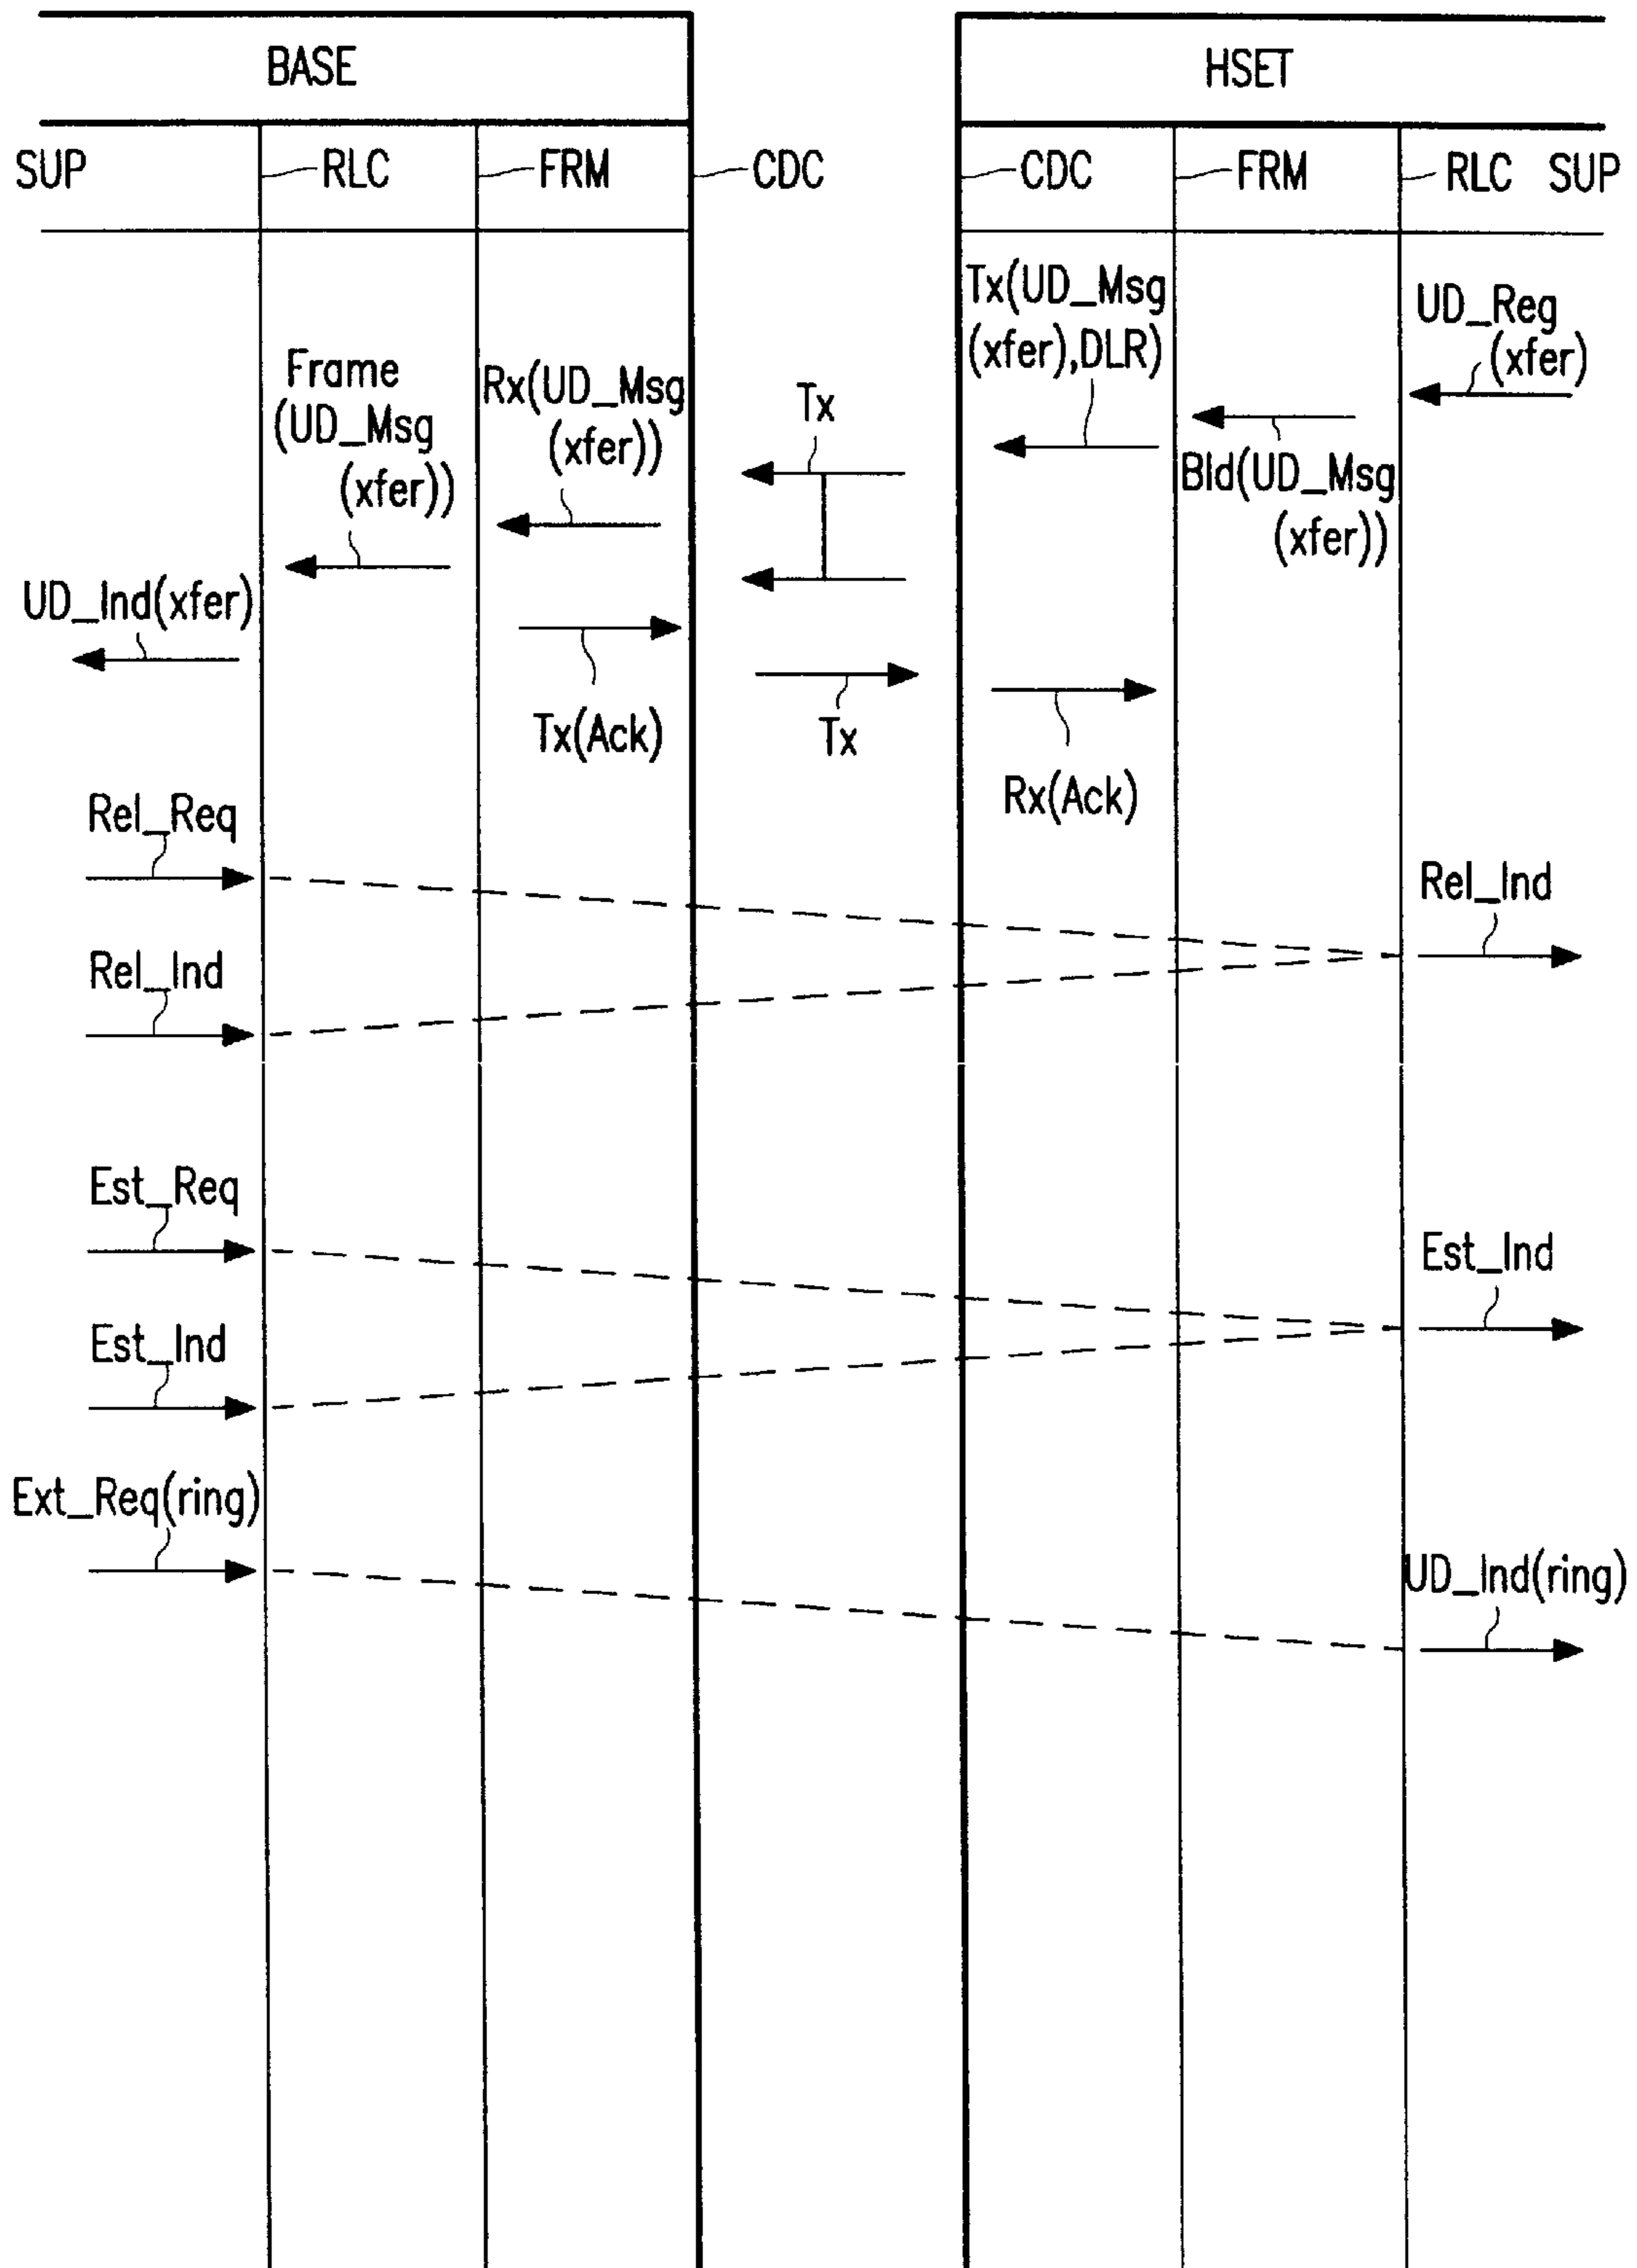 BASE
HSET
SUP
RLC
FRM
CDC
CDC
FRM
RLC
SUP
Tx(UD_Msg
(xfer),DLR)
UD_Reg
(xfer)
Frame
(UD_Msg
(xfer))
Rx(UD_Msg
(xfer))
Tx
Bld(UD_Msg
(xfer))
UD_Ind(xfer)
Tx(Ack)
Tx
Rx(Ack)
Rel_Req
Rel_Ind
Rel_Ind
Est_Req
Est_Ind
Est_Ind
Ext_Req(ring)
UD_Ind(ring)